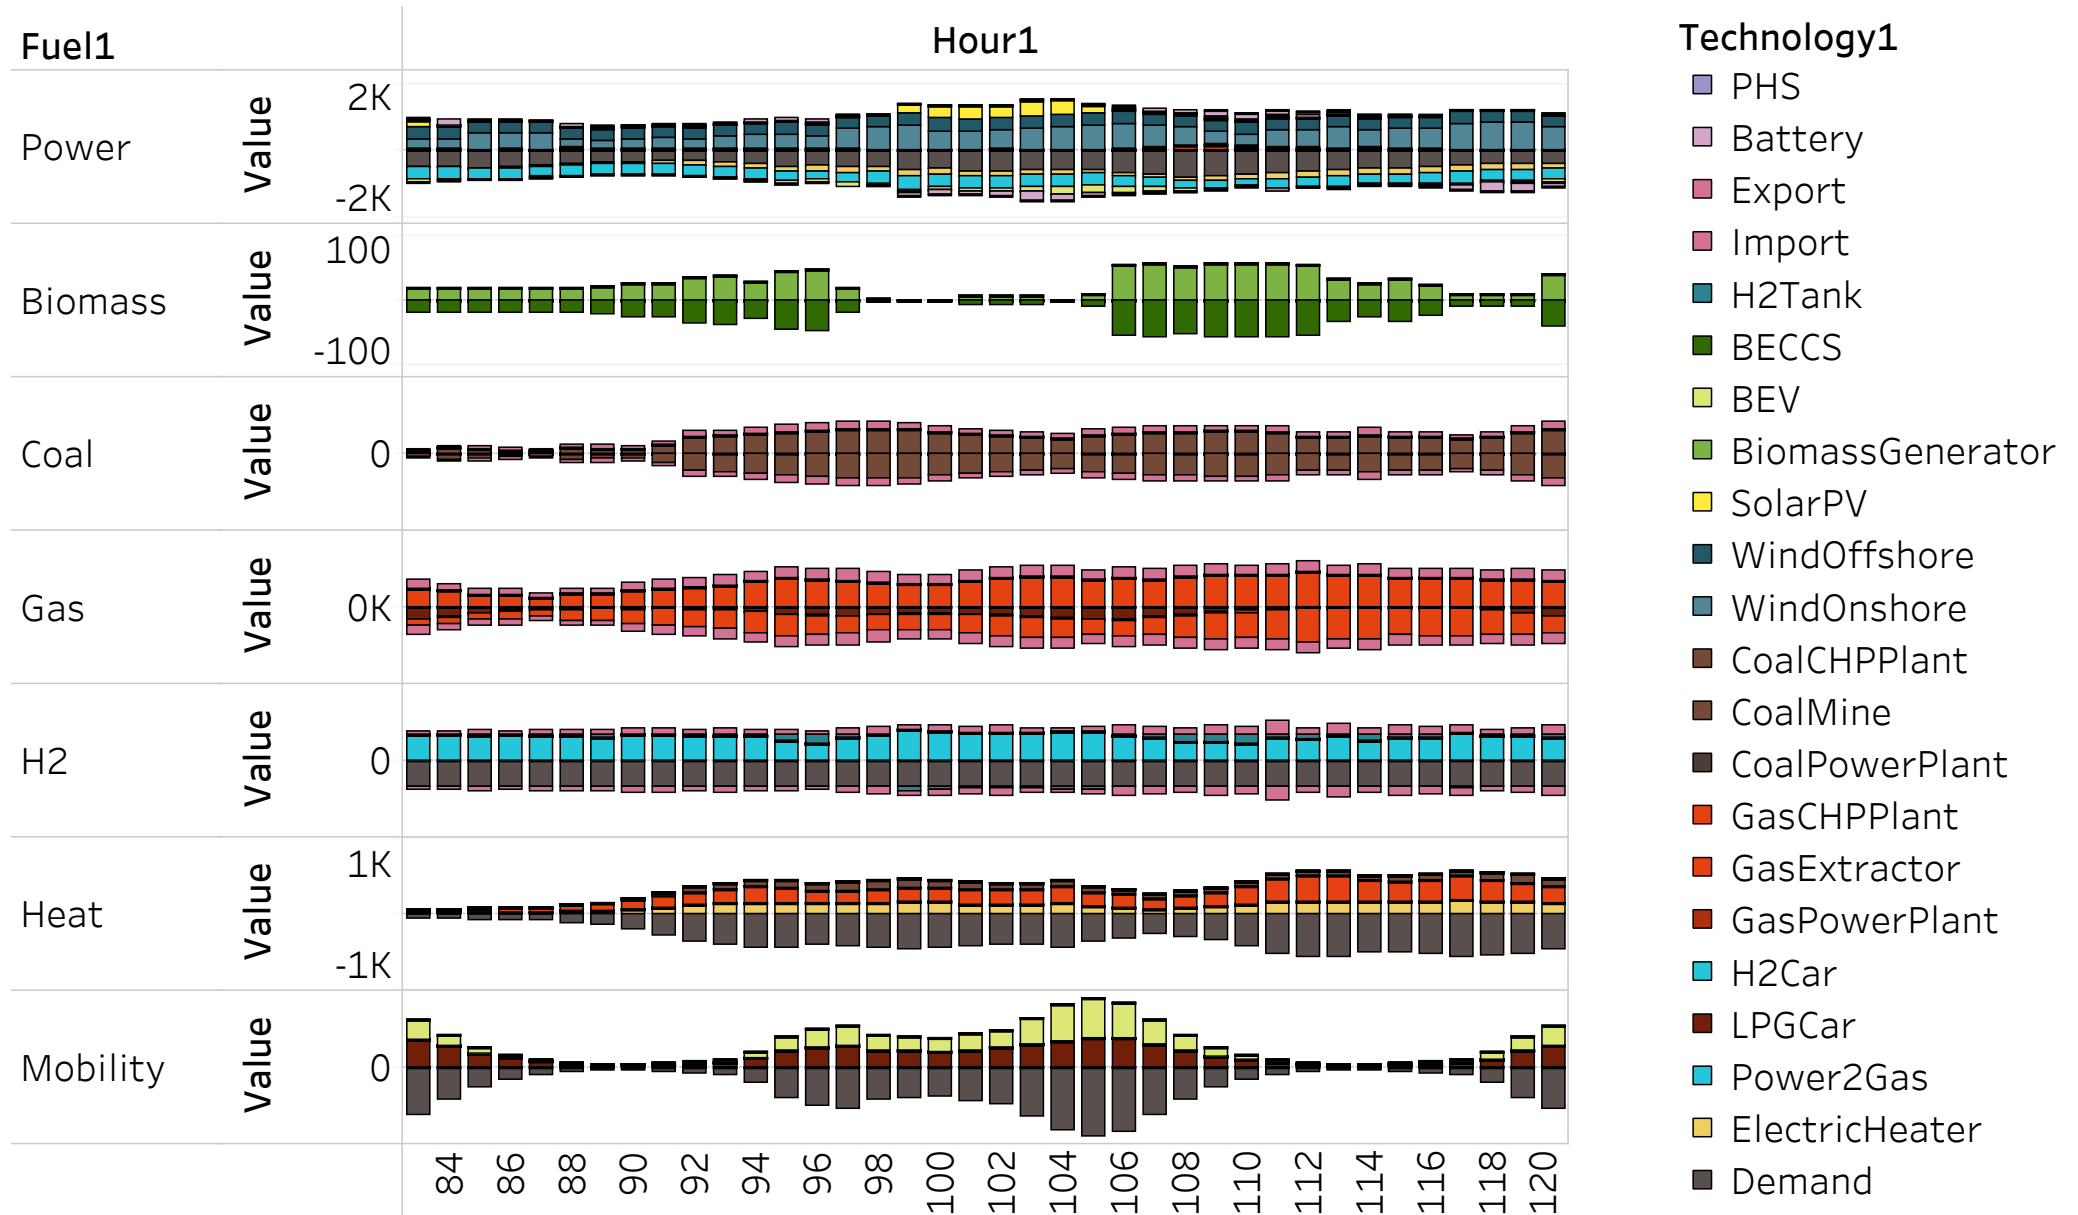 Fuel1
Hour1
Power
Value
2K
-2K
Biomass
Value
100
-100
Coal
Value
0
Gas
Value
0K
H2
Value
0
Heat
Value
1K
-1K
Mobility
Value
0
84 86 88 90 92 94 96 98 100 102 104 106 108 110 112 114 116 118 120
Technology1
PHS
Battery
Export
Import
H2Tank
BECCS
BEV
BiomassGenerator
SolarPV
WindOffshore
WindOnshore
CoalCHPPlant
CoalMine
CoalPowerPlant
GasCHPPlant
GasExtractor
GasPowerPlant
H2Car
LPGCar
Power2Gas
ElectricHeater
Demand